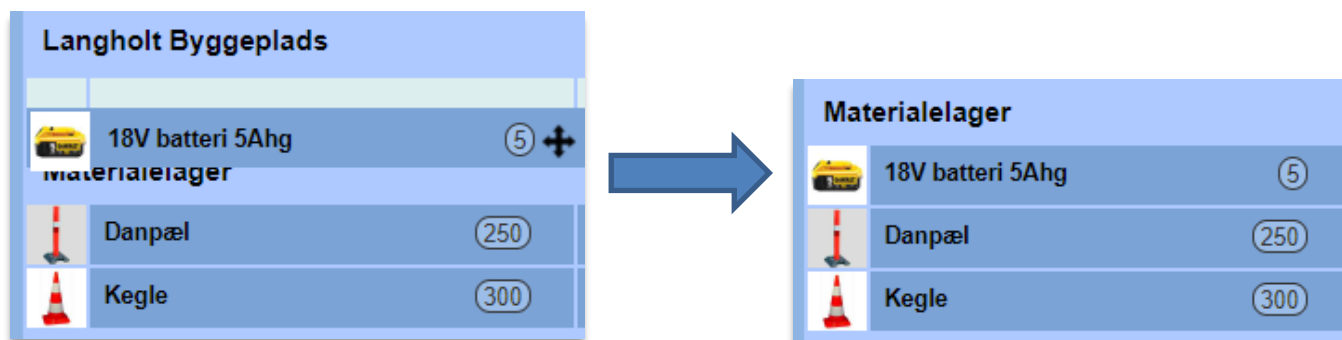 Langholt Byggeplads
18V batteri 5Ahg 5
Materialelager
Danpæl 250
Kegle 300
Materialelager
18V batteri 5Ahg 5
Danpæl 250
Kegle 300